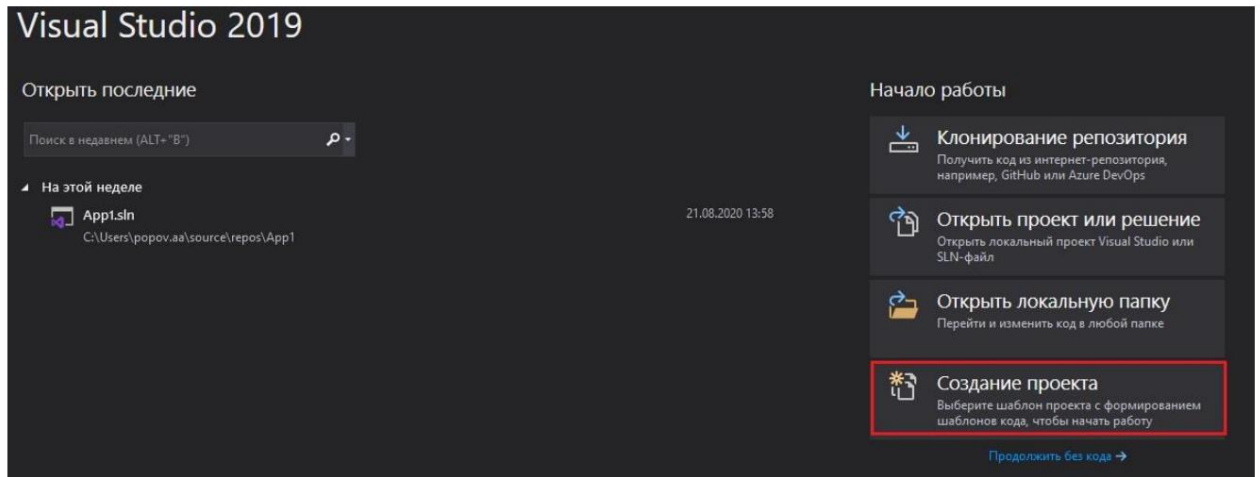 Visual Studio 2019
Открыть последние
Поиск в недавнем (ALT+"В")
На этой неделе
App1.sln
21.08.2020 13:58
C:\Users\popov.aa\source\repos\App1
Начало работы
Клонирование репозитория
Получить код из интернет-репозитория,
например, GitHub или Azure DevOps
Открыть проект или решение
Открыть локальный проект Visual Studio или
SLN-файл
Открыть локальную папку
Перейти и изменить код в любой папке
Создание проекта
Выберите шаблон проекта с формированием
шаблонов кода, чтобы начать работу
Продолжить без кода →